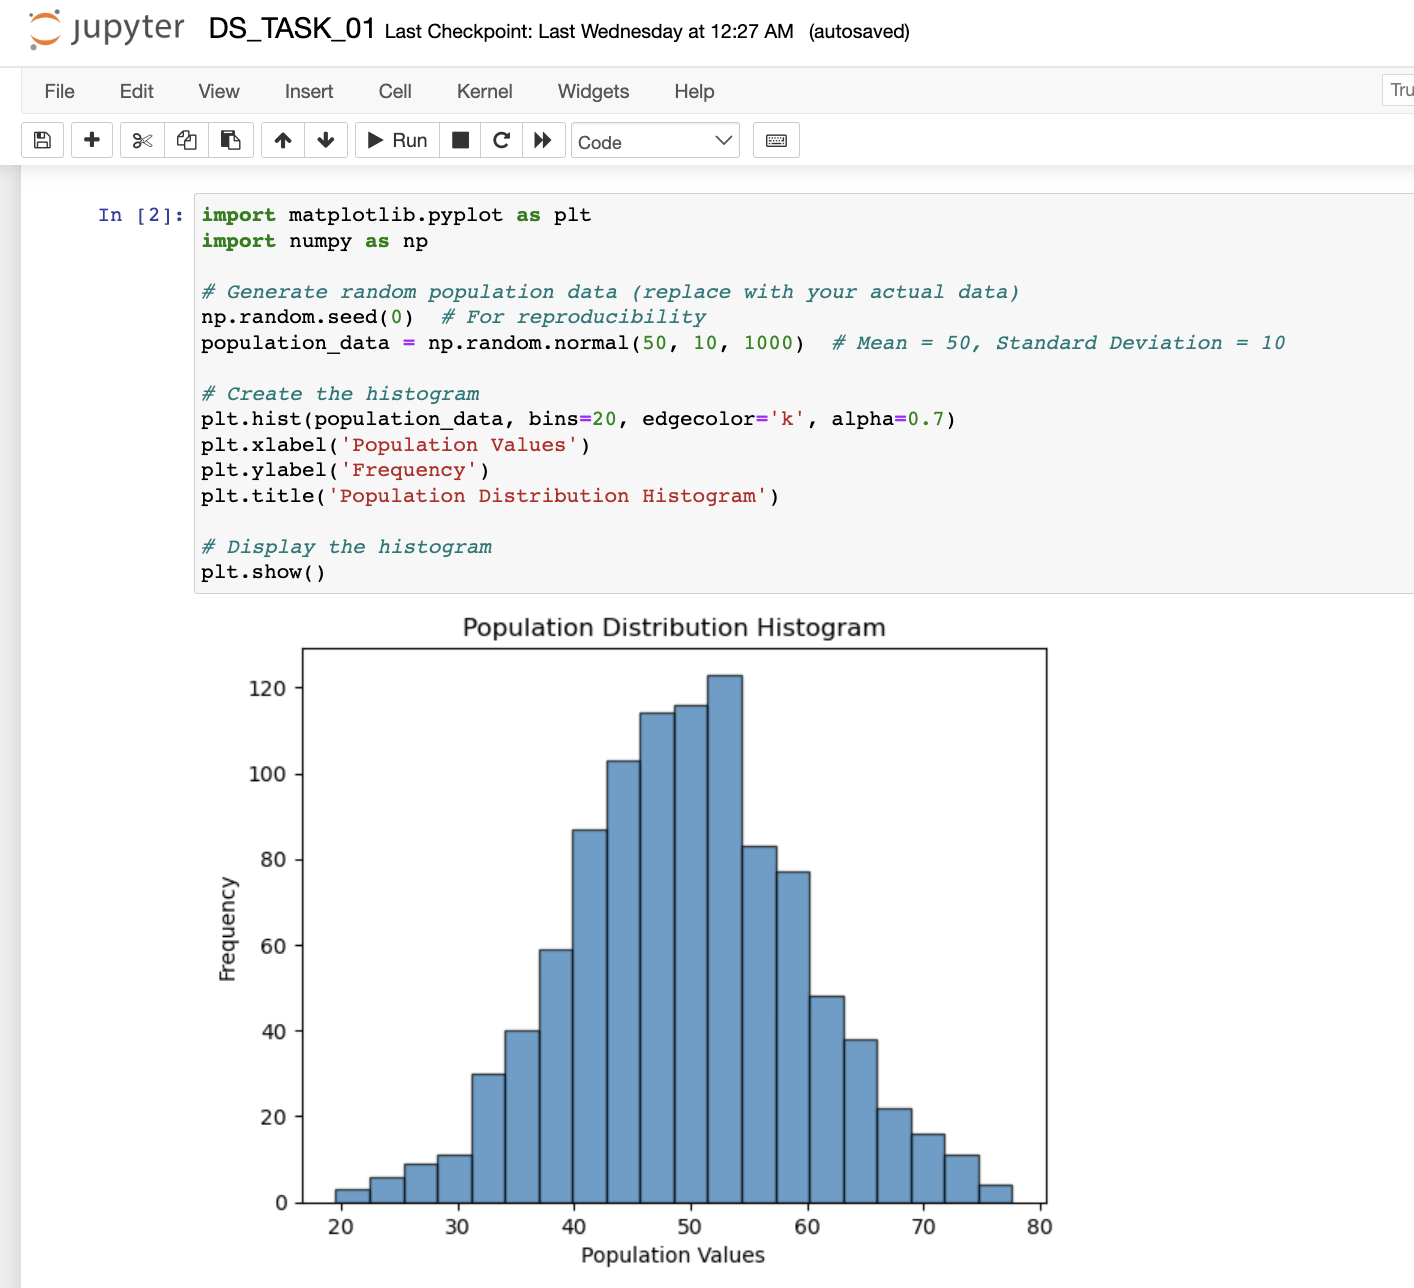 jupyter DS_TASK_01 Last Checkpoint: Last Wednesday at 12:27 AM (autosaved)
File Edit View Insert Cell Kernel Widgets Help Tru
Run Code
In [2]: import matplotlib.pyplot as plt
import numpy as np
# Generate random population data (replace with your actual data)
np.random.seed(0)  # For reproducibility
population_data = np.random.normal(50, 10, 1000)  # Mean = 50, Standard Deviation = 10
# Create the histogram
plt.hist(population_data, bins=20, edgecolor='k', alpha=0.7)
plt.xlabel('Population Values')
plt.ylabel('Frequency')
plt.title('Population Distribution Histogram')
# Display the histogram
plt.show()
Population Distribution Histogram
120
100
80
60
40
20
0
Frequency
20 30 40 50 60 70 80
Population Values